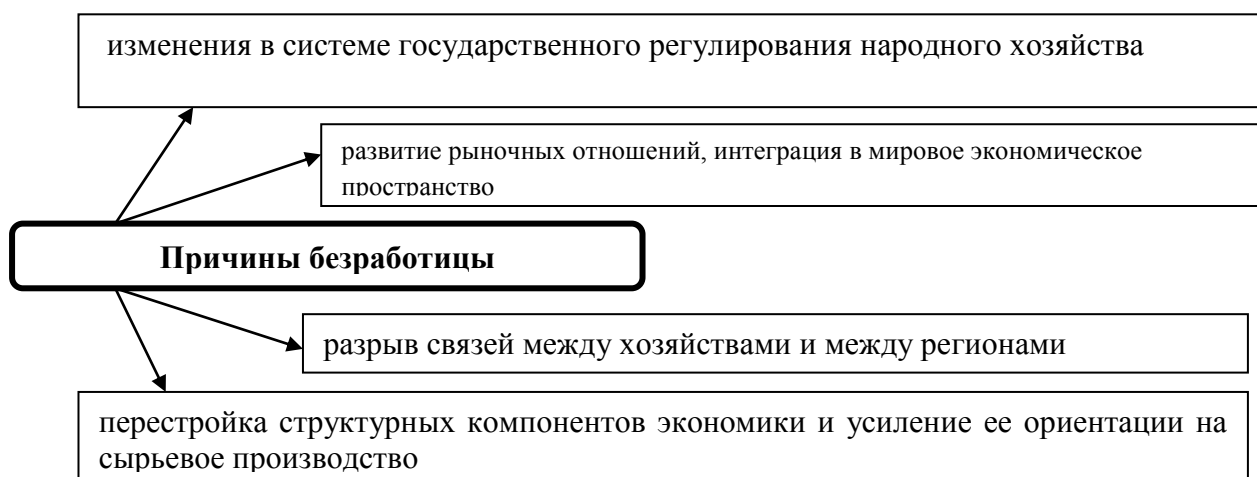 изменения в системе государственного регулирования народного хозяйства
развитие рыночных отношений, интеграция в мировое экономическое
пространство
Причины безработицы
разрыв связей между хозяйствами и между регионами
перестройка структурных компонентов экономики и усиление ее ориентации на
сырьевое производство